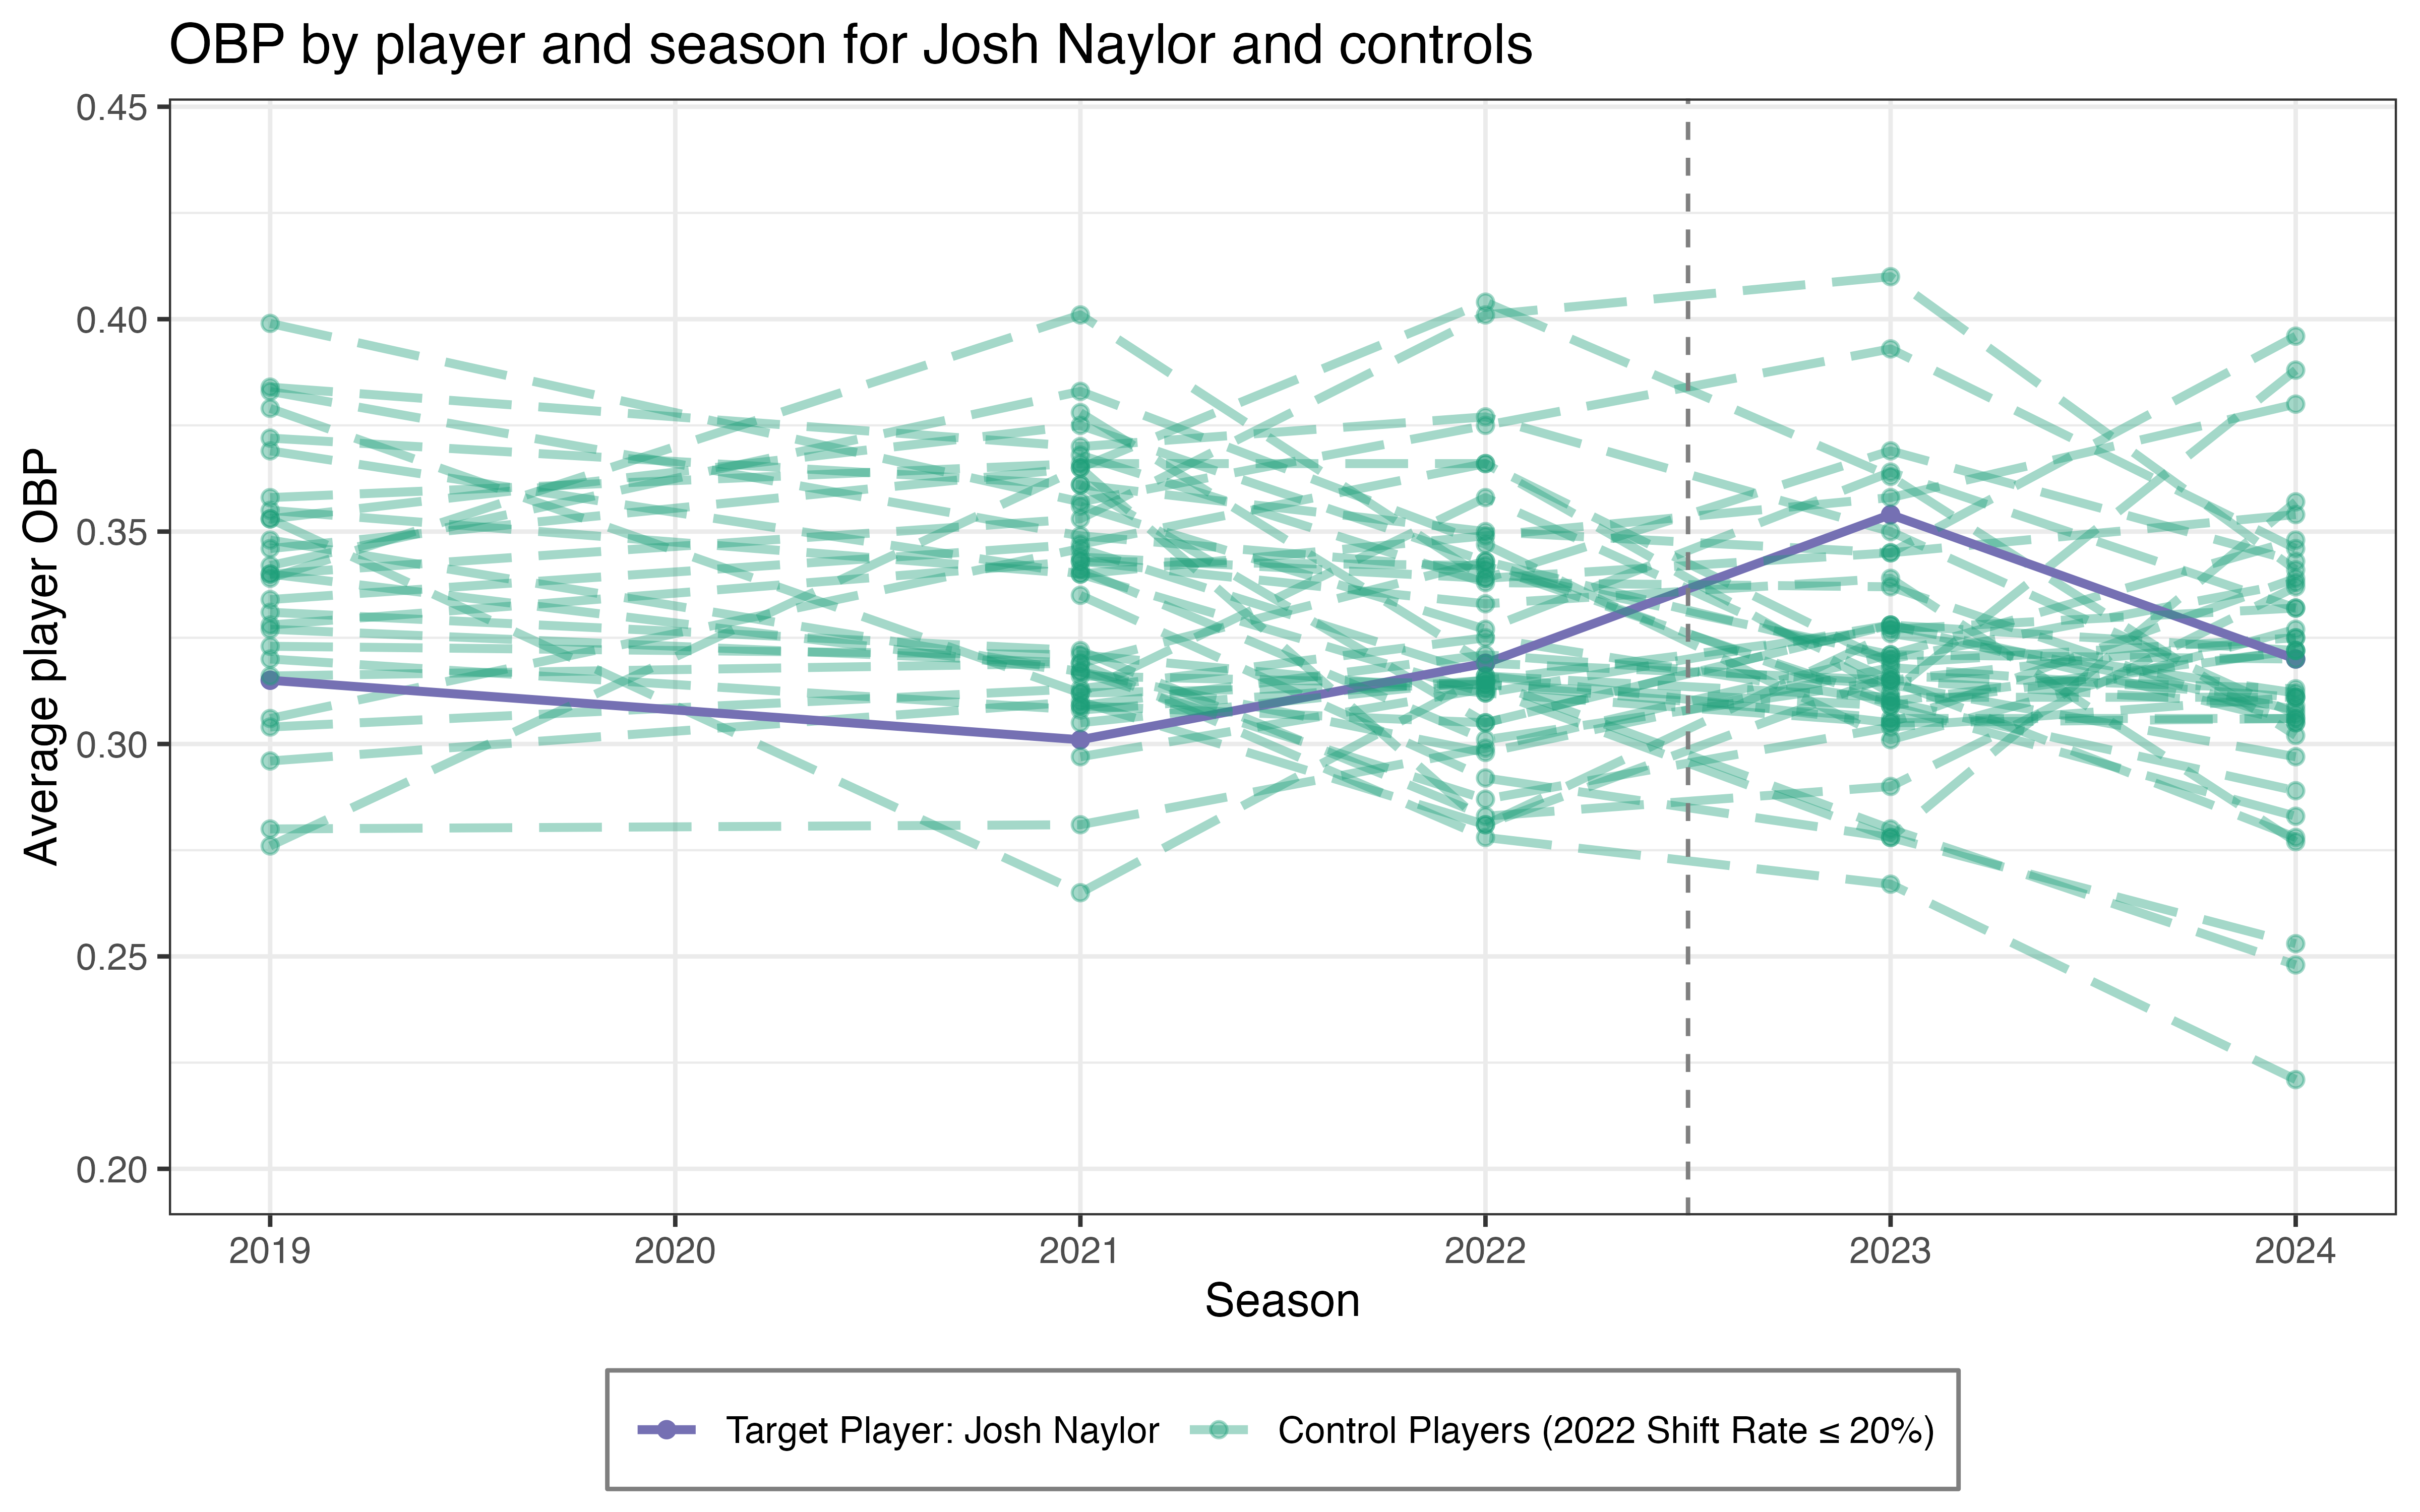 OBP by player and season for Josh Naylor and controls
0.45
0.40
0.35
0.30
0.25
0.20
Average player OBP
2019 2020 2021 2022 2023 2024
Season
Target Player: Josh Naylor Control Players (2022 Shift Rate ≤ 20%)